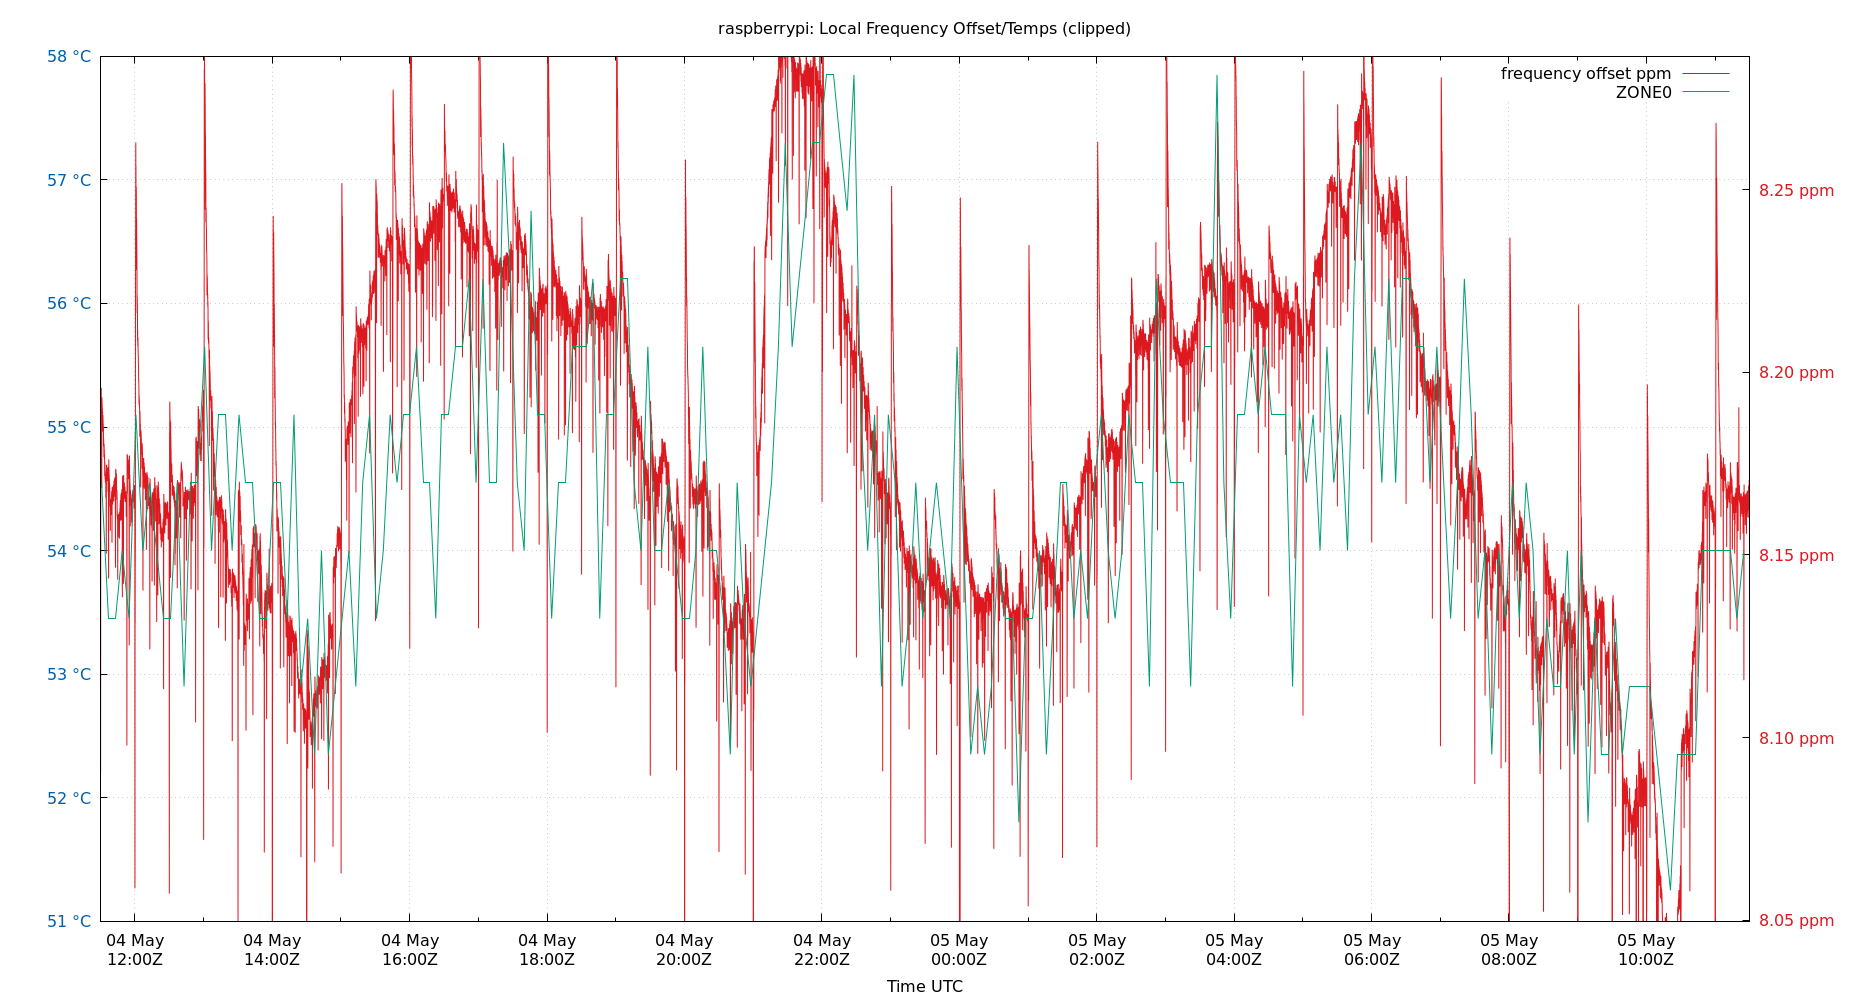 raspberrypi: Local Frequency Offset/Temps (clipped)
frequency offset ppm
ZONE0
58 °C
57 °C
56 °C
55 °C
54 °C
53 °C
52 °C
51 °C
8.25 ppm
8.20 ppm
8.15 ppm
8.10 ppm
8.05 ppm
04 May 04 May 04 May 04 May 04 May 04 May 05 May 05 May 05 May 05 May 05 May 05 May
12:00Z 14:00Z 16:00Z 18:00Z 20:00Z 22:00Z 00:00Z 02:00Z 04:00Z 06:00Z 08:00Z 10:00Z
Time UTC